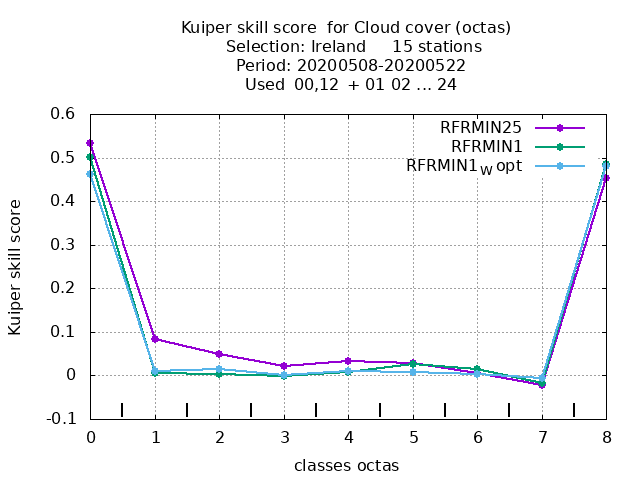 Kuiper skill score for Cloud cover (octas)
Selection: Ireland 15 stations
Period: 20200508-20200522
Used 00,12 + 01 02 ... 24
RFRMIN25
RFRMIN1
RFRMIN1W opt
Kuiper skill score
0.6
0.5
0.4
0.3
0.2
0.1
0
-0.1
0 1 2 3 4 5 6 7 8
classes octas